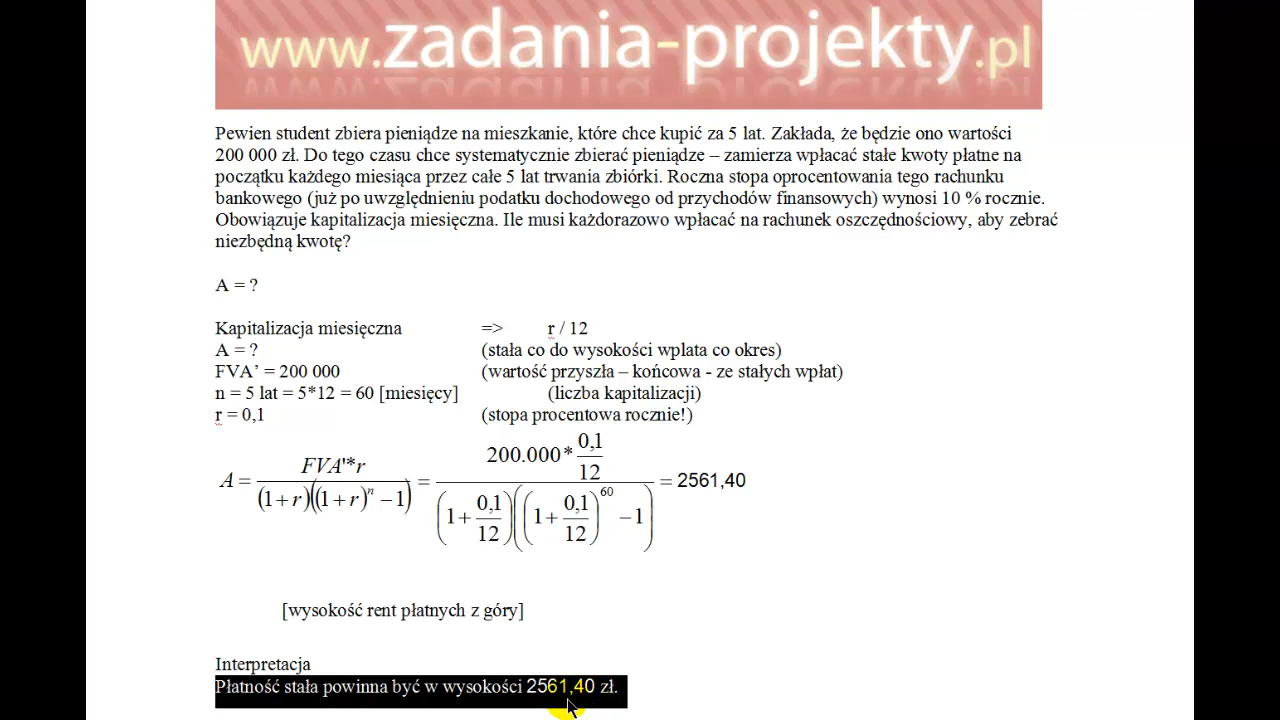 www.zadania-projekty.pl
Pewien student zbiera pieniądze na mieszkanie, które chce kupić za 5 lat. Zakłada, że będzie ono wartości
200 000 zł. Do tego czasu chce systematycznie zbierać pieniądze – zamierza wpłacać stałe kwoty płatne na
początku każdego miesiąca przez całe 5 lat trwania zbiórki. Roczna stopa oprocentowania tego rachunku
bankowego (już po uwzględnieniu podatku dochodowego od przychodów finansowych) wynosi 10 % rocznie.
Obowiązuje kapitalizacja miesięczna. Ile musi każdorazowo wpłacać na rachunek oszczędnościowy, aby zebrać
niezbędną kwotę?
A = ?
Kapitalizacja miesięczna => r / 12
A = ? (stała co do wysokości wplata co okres)
FVA’ = 200 000 (wartość przyszła – końcowa - ze stałych wpłat)
n = 5 lat = 5*12 = 60 [miesięcy] (liczba kapitalizacji)
r = 0,1 (stopa procentowa rocznie!)
A = FVA'*r / (1+r)((1+r)^n −1) = 200.000*0,1/12 / (1+0,1/12)((1+0,1/12)^60 −1) = 2561,40
[wysokość rent płatnych z góry]
Interpretacja
Płatność stała powinna być w wysokości 2561,40 zł.